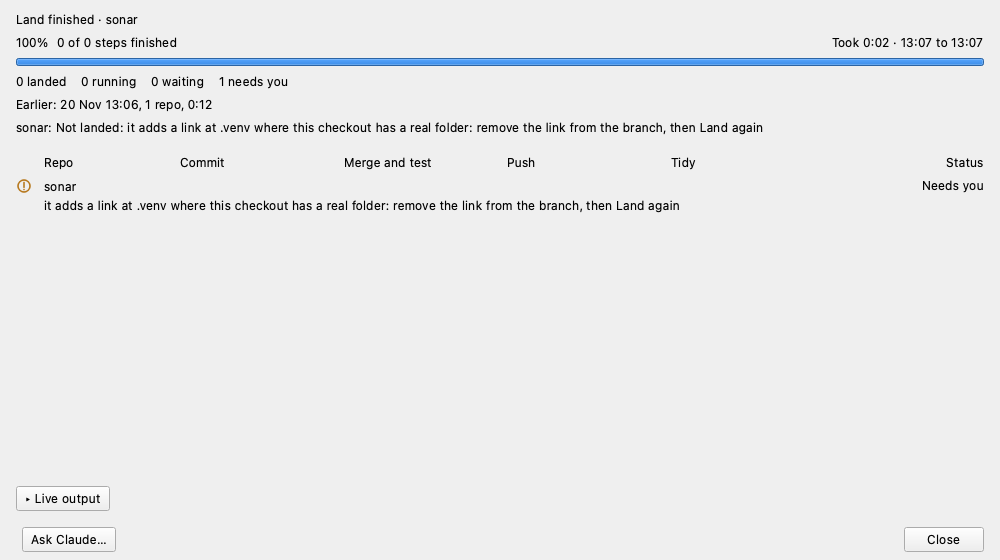 Land finished · sonar
100% 0 of 0 steps finished Took 0:02 · 13:07 to 13:07
0 landed 0 running 0 waiting 1 needs you
Earlier: 20 Nov 13:06, 1 repo, 0:12
sonar: Not landed: it adds a link at .venv where this checkout has a real folder: remove the link from the branch, then Land again
Repo Commit Merge and test Push Tidy Status
sonar Needs you
it adds a link at .venv where this checkout has a real folder: remove the link from the branch, then Land again
▸ Live output
Ask Claude... Close